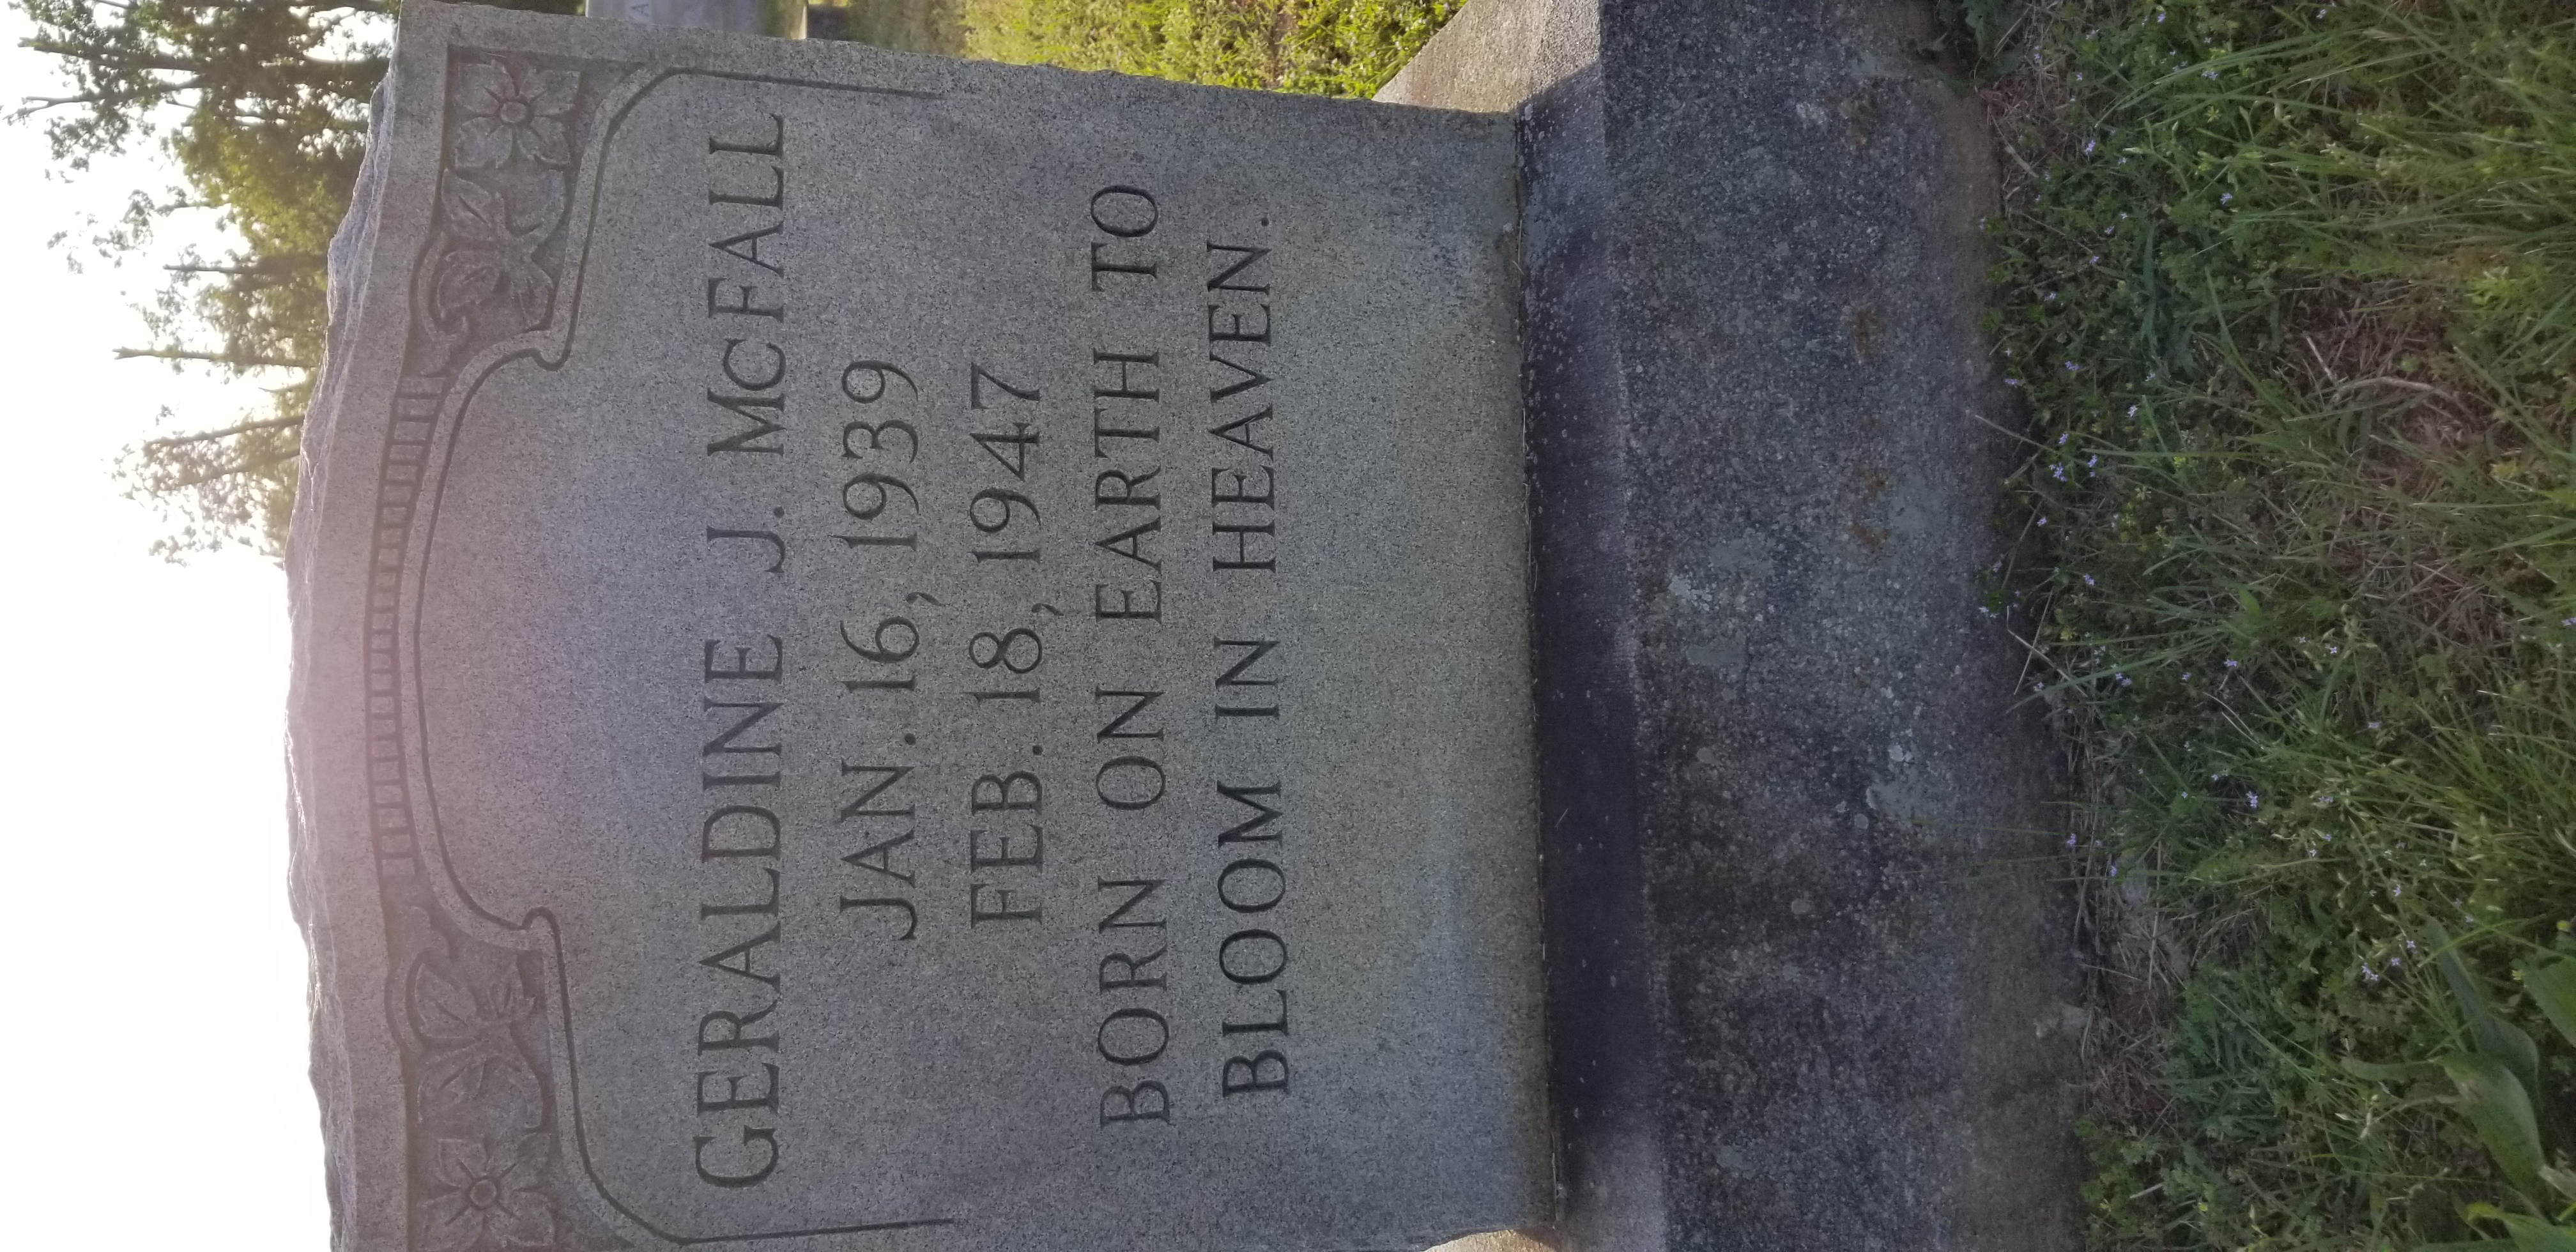 GERALDINE J. McFALL
JAN. 16, 1939
FEB. 18, 1947
BORN ON EARTH TO
BLOOM IN HEAVEN.